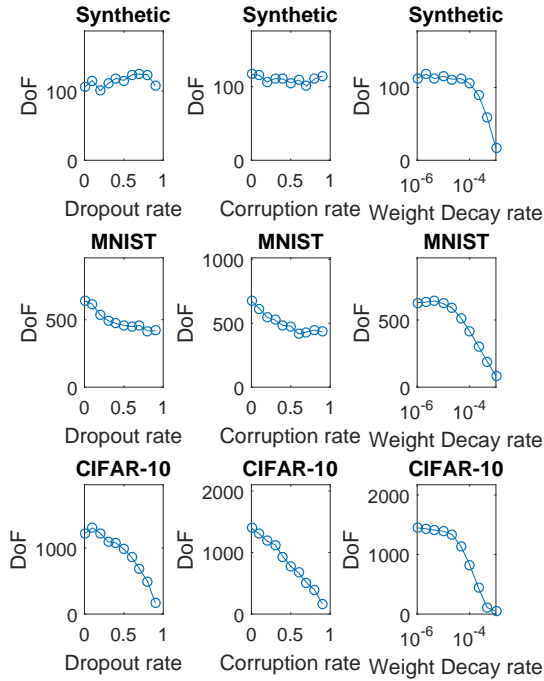 Synthetic
DoF
100
0
0 0.5 1
Dropout rate
Synthetic
DoF
100
0
0 0.5 1
Corruption rate
Synthetic
DoF
100
0
10^-6 10^-4
Weight Decay rate
MNIST
DoF
500
0
0 0.5 1
Dropout rate
MNIST
DoF
1000
500
0
0 0.5 1
Corruption rate
MNIST
DoF
500
0
10^-6 10^-4
Weight Decay rate
CIFAR-10
DoF
1000
0
0 0.5 1
Dropout rate
CIFAR-10
DoF
2000
1000
0
0 0.5 1
Corruption rate
CIFAR-10
DoF
2000
1000
0
10^-6 10^-4
Weight Decay rate